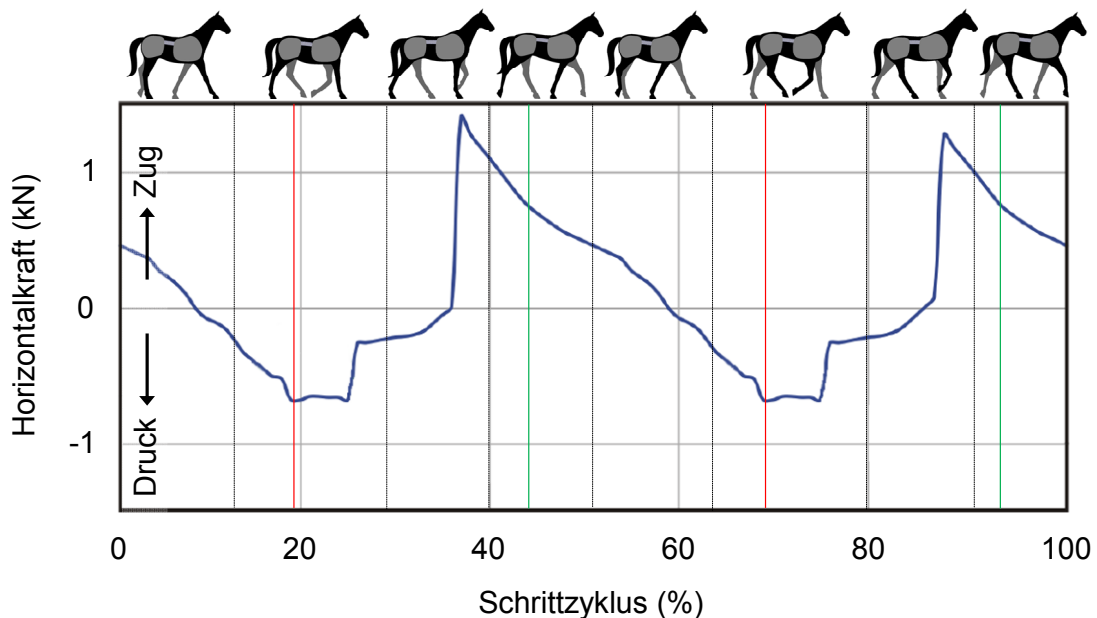 Horizontalkraft (kN)
1
0
-1
Zug
Druck
0 20 40 60 80 100
Schrittzyklus (%)